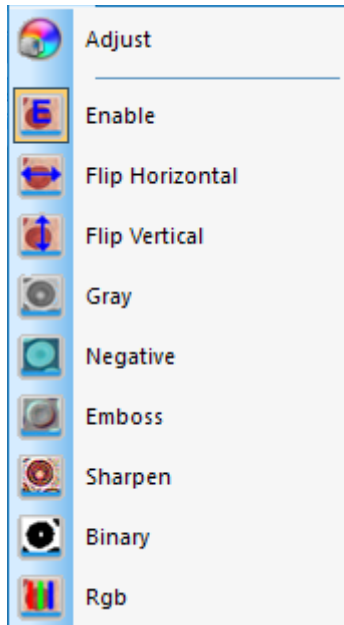 Adjust
E Enable
Flip Horizontal
Flip Vertical
Gray
Negative
Emboss
Sharpen
Binary
Rgb